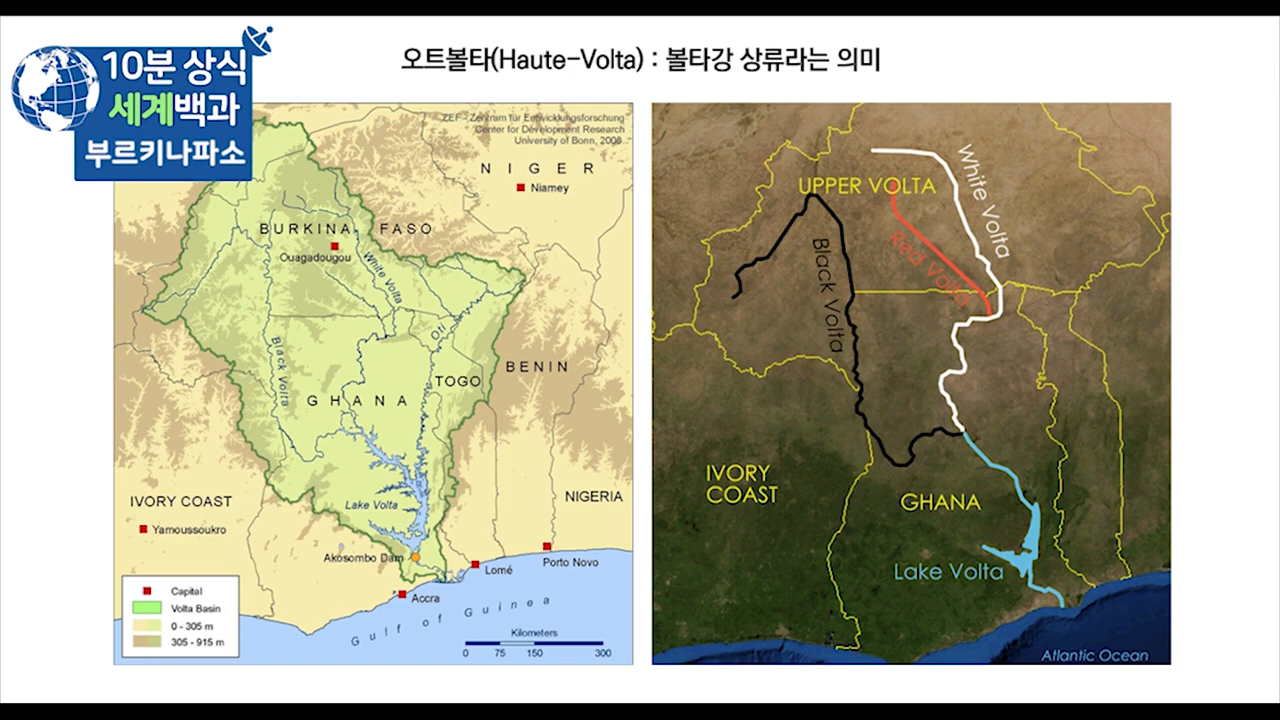 10분 상식
세계백과
부르키나파소
오트볼타(Haute-Volta) : 볼타강 상류라는 의미
ZEF - Zentrum für Entwicklungsforschung
Center for Development Research
University of Bonn, 2006
NIGER
Niamey
BURKINA FASO
Ouagadougou
White Volta
Oti
Black Volta
BENIN
TOGO
GHANA
IVORY COAST
Yamoussoukro
Lake Volta
NIGERIA
Akosombo Dam
Porto Novo
Lomé
Accra
Gulf of Guinea
Capital
Volta Basin
0 - 305 m
305 - 915 m
Kilometers
0 75 150 300
White Volta
UPPER VOLTA
Red Volta
Black Volta
IVORY
COAST
GHANA
Lake Volta
Atlantic Ocean